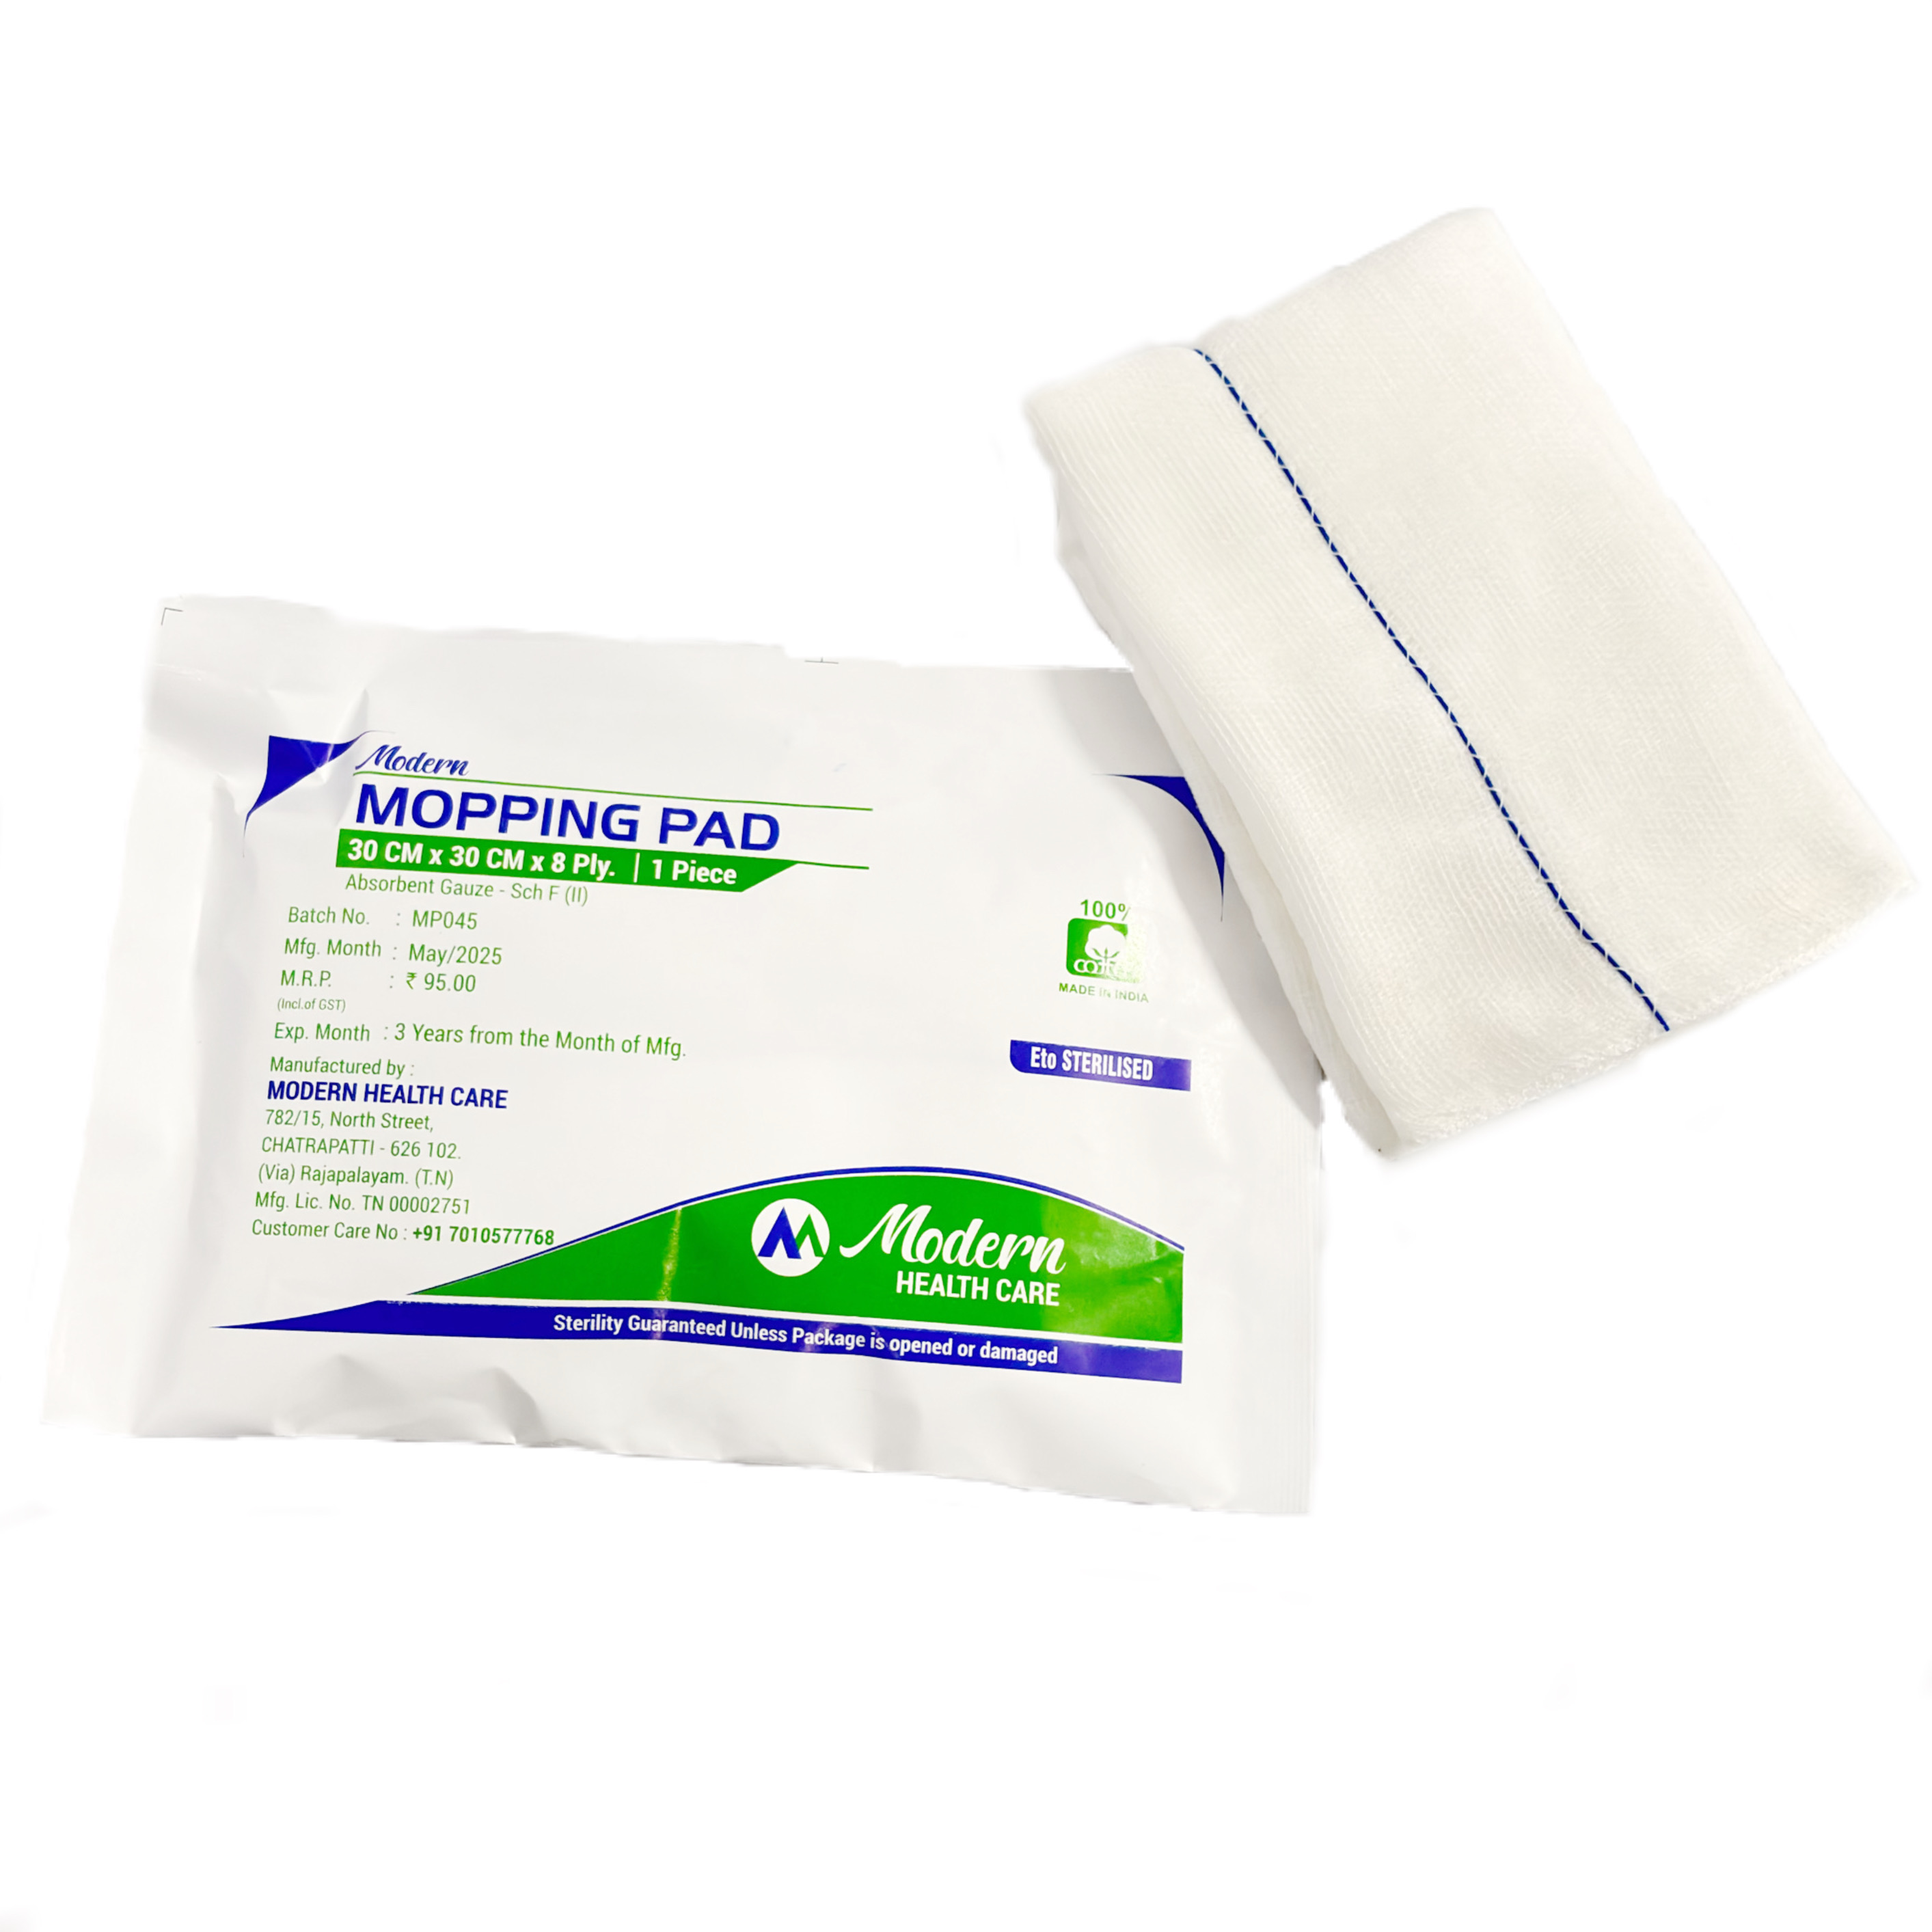 Modern
MOPPING PAD
30 CM x 30 CM x 8 Ply. | 1 Piece
Absorbent Gauze - Sch F (II)
Batch No. : MP045
Mfg. Month : May/2025
M.R.P. : ₹ 95.00
(Incl.of GST)
Exp. Month : 3 Years from the Month of Mfg.
Manufactured by :
MODERN HEALTH CARE
782/15, North Street,
CHATRAPATTI - 626 102.
(Via) Rajapalayam. (T.N)
Mfg. Lic. No. TN 00002751
Customer Care No : +91 7010577768
100%
MADE IN INDIA
Eto STERILISED
Modern
HEALTH CARE
Sterility Guaranteed Unless Package is opened or damaged